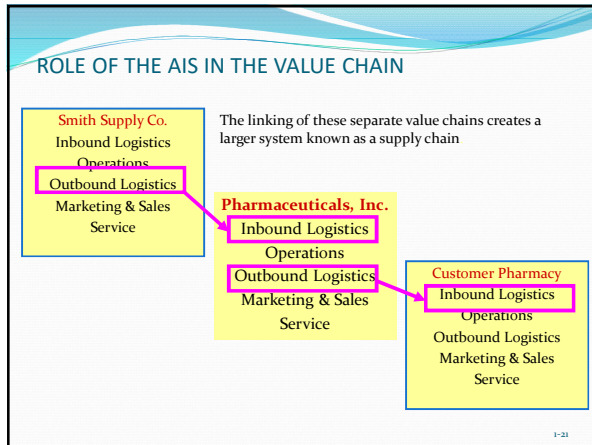 ROLE OF THE AIS IN THE VALUE CHAIN
Smith Supply Co.
Inbound Logistics
Operations
Outbound Logistics
Marketing & Sales
Service
The linking of these separate value chains creates a
larger system known as a supply chain
Pharmaceuticals, Inc.
Inbound Logistics
Operations
Outbound Logistics
Marketing & Sales
Service
Customer Pharmacy
Inbound Logistics
Operations
Outbound Logistics
Marketing & Sales
Service
1-21